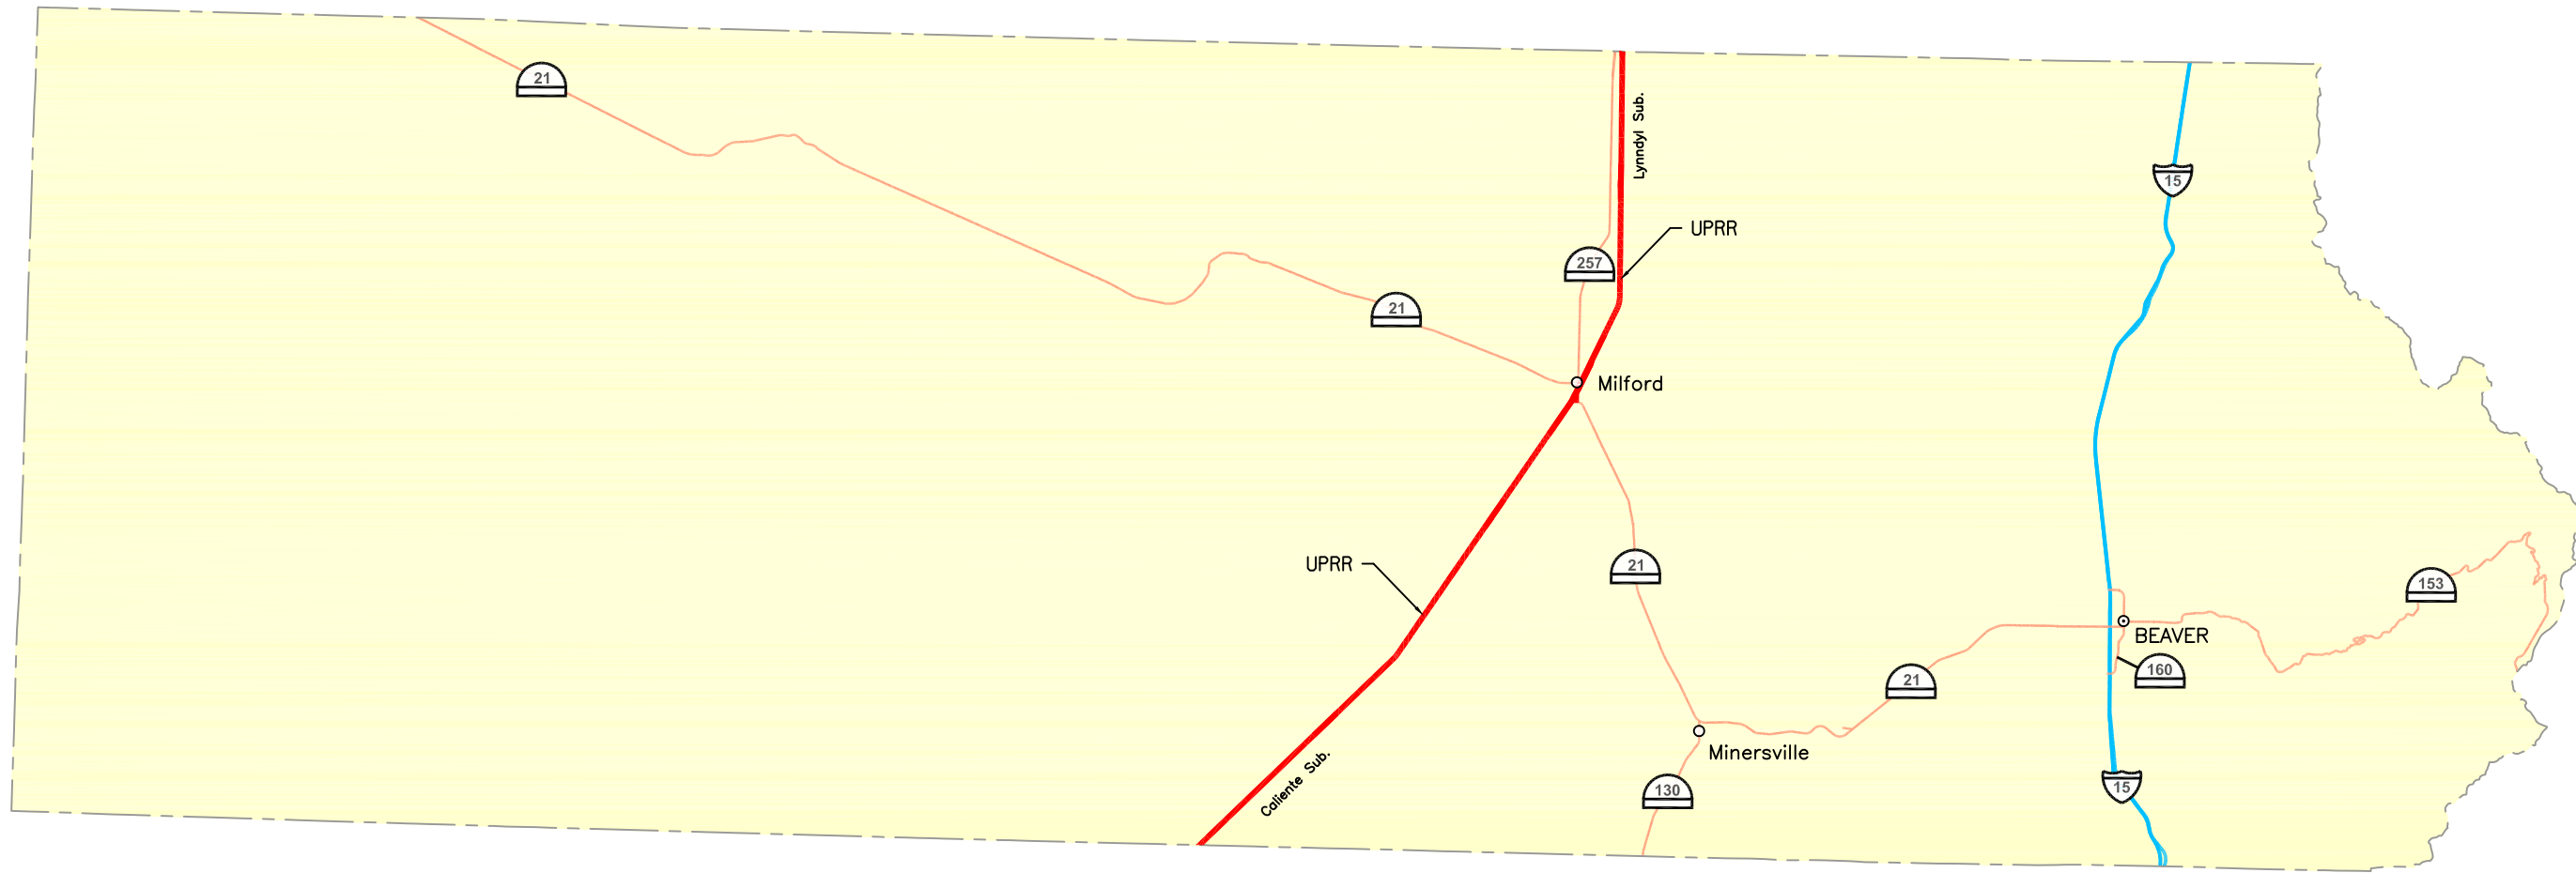 21
Lynndyl Sub.
15
UPRR
257
21
Milford
UPRR
21
153
BEAVER
160
21
Minersville
Caliente Sub.
130
15